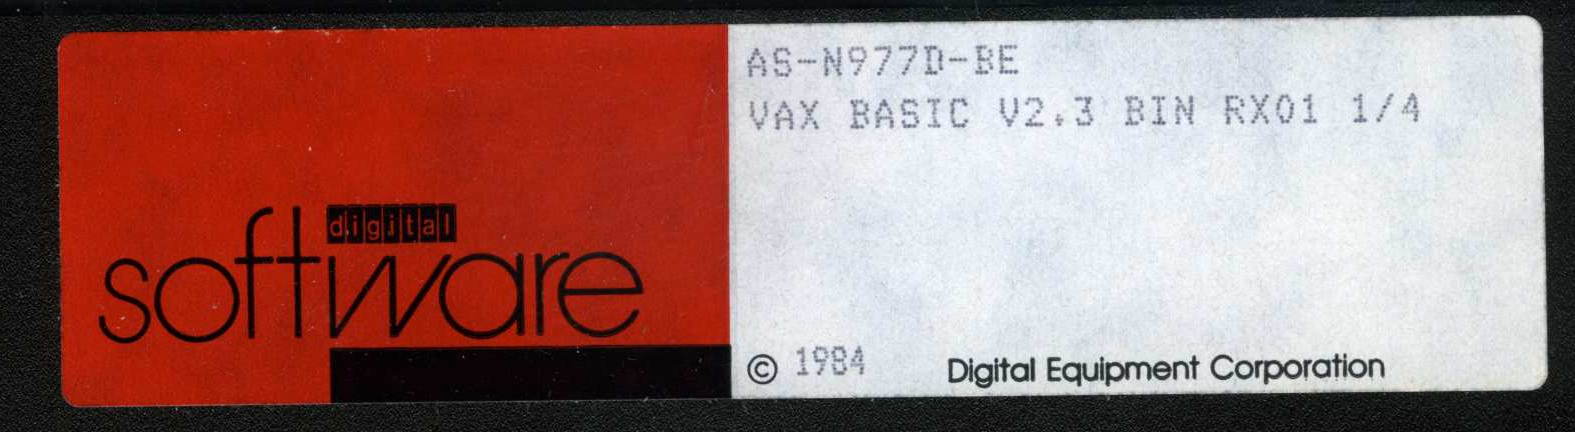 digital
software
AS-N977D-BE
VAX BASIC V2.3 BIN RX01 1/4
© 1984 Digital Equipment Corporation